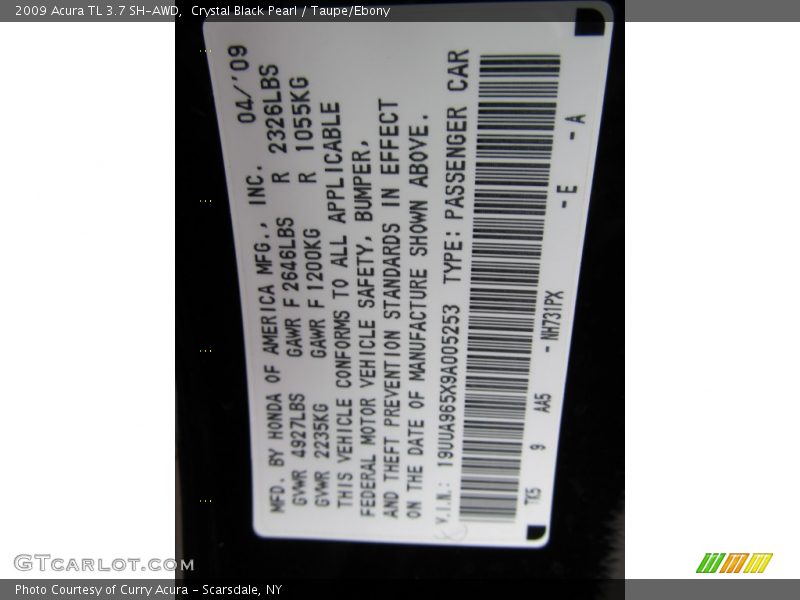 2009 Acura TL 3.7 SH-AWD,  Crystal Black Pearl / Taupe/Ebony
MFD. BY HONDA OF AMERICA MFG., INC. 04/'09
GVWR 4927LBS GAWR F 2646LBS R 2326LBS
GVWR 2235KG GAWR F 1200KG R 1055KG
THIS VEHICLE CONFORMS TO ALL APPLICABLE
FEDERAL MOTOR VEHICLE SAFETY, BUMPER,
AND THEFT PREVENTION STANDARDS IN EFFECT
ON THE DATE OF MANUFACTURE SHOWN ABOVE.
V.I.N.: 19UUA965X9A005253 TYPE: PASSENGER CAR
TK5 9 AA5 - NH731PX - E - A
GTCARLOT.COM
Photo Courtesy of Curry Acura - Scarsdale, NY